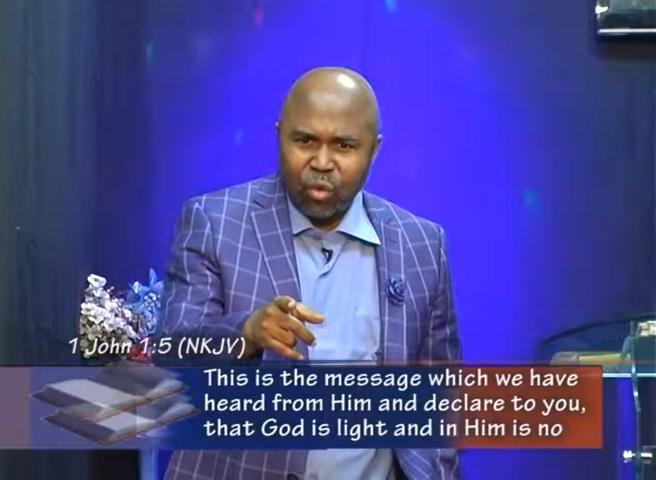 1 John 1:5 (NKJV)
This is the message which we have
heard from Him and declare to you,
that God is light and in Him is no